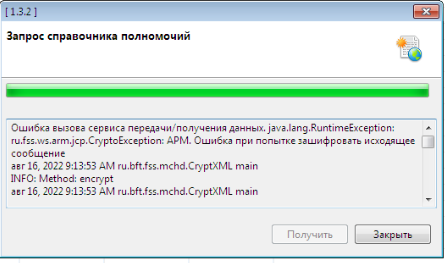 [ 1.3.2 ]
Запрос справочника полномочий
Ошибка вызова сервиса передачи/получения данных. java.lang.RuntimeException:
ru.fss.ws.arm.jcp.CryptoException: АРМ. Ошибка при попытке зашифровать исходящее
сообщение
авг 16, 2022 9:13:53 AM ru.bft.fss.mchd.CryptXML main
INFO: Method: encrypt
авг 16, 2022 9:13:53 AM ru.bft.fss.mchd.CryptXML main
Получить Закрыть